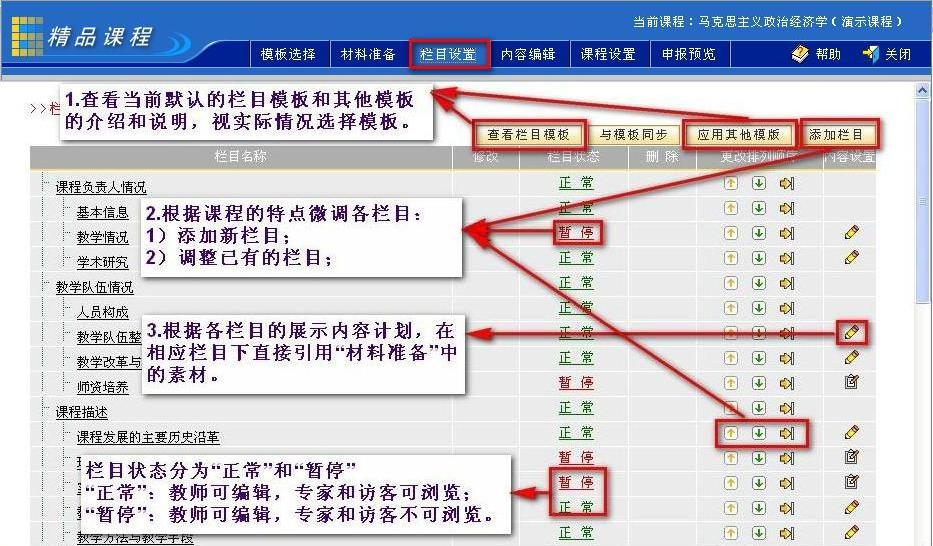 当前课程：马克思主义政治经济学（演示课程）
精品课程
模板选择 材料准备 栏目设置 内容编辑 课程设置 申报预览 帮助 关闭
>>栏
1.查看当前默认的栏目模板和其他模板
的介绍和说明，视实际情况选择模板。
查看栏目模板 与模板同步 应用其他模版 添加栏目
栏目名称 修改 栏目状态 删 除 更改排列顺序 内容设置
课程负责人情况 正 常
基本信息 正 常
教学情况 暂 停
学术研究 正 常
2.根据课程的特点微调各栏目：
1）添加新栏目；
2）调整已有的栏目；
教学队伍情况 正 常
人员构成 正 常
教学队伍整 正 常
教学改革与 正 常
师资培养 暂 停
3.根据各栏目的展示内容计划，在
相应栏目下直接引用“材料准备”中
的素材。
课程描述 正 常
课程发展的主要历史沿革 正 常
暂 停
暂 停
正 常
栏目状态分为“正常”和“暂停”
“正常”：教师可编辑，专家和访客可浏览；
“暂停”：教师可编辑，专家和访客不可浏览。
教学方法与教学手段 正 常